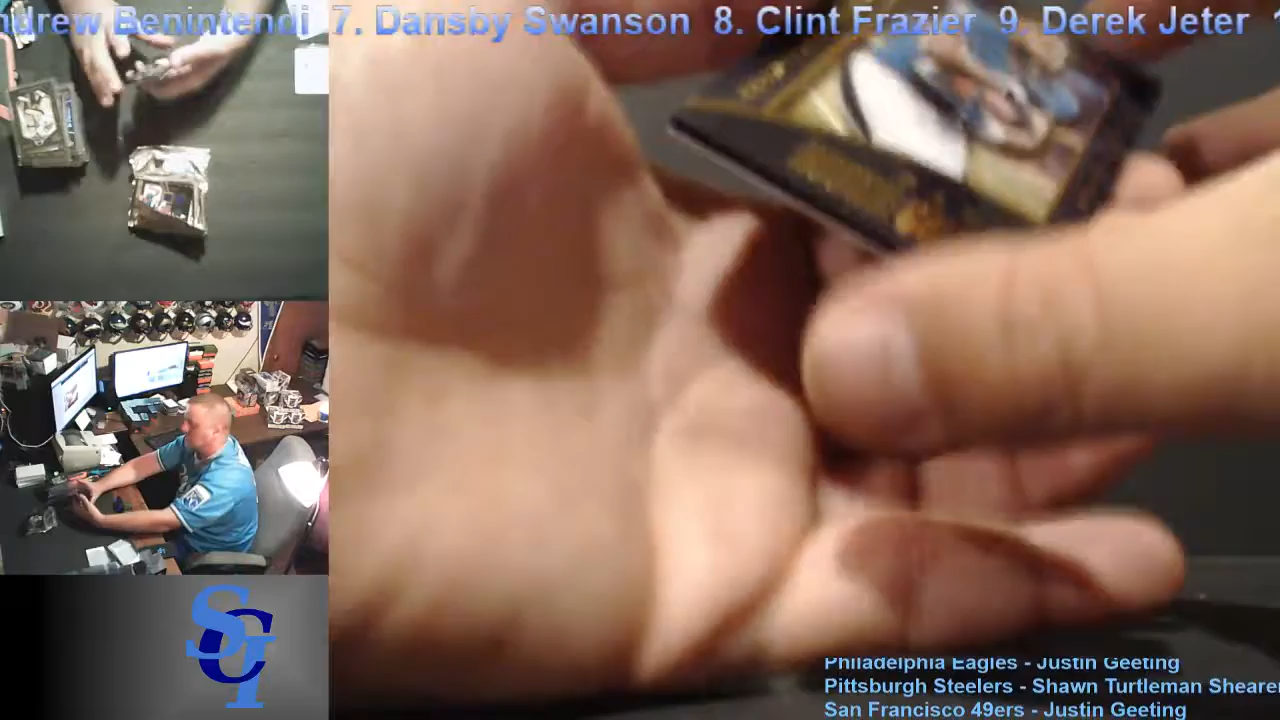 ndrew Benintendi 7. Dansby Swanson 8. Clint Frazier 9. Derek Jeter
Philadelphia Eagles - Justin Geeting
Pittsburgh Steelers - Shawn Turtleman Shearer
San Francisco 49ers - Justin Geeting